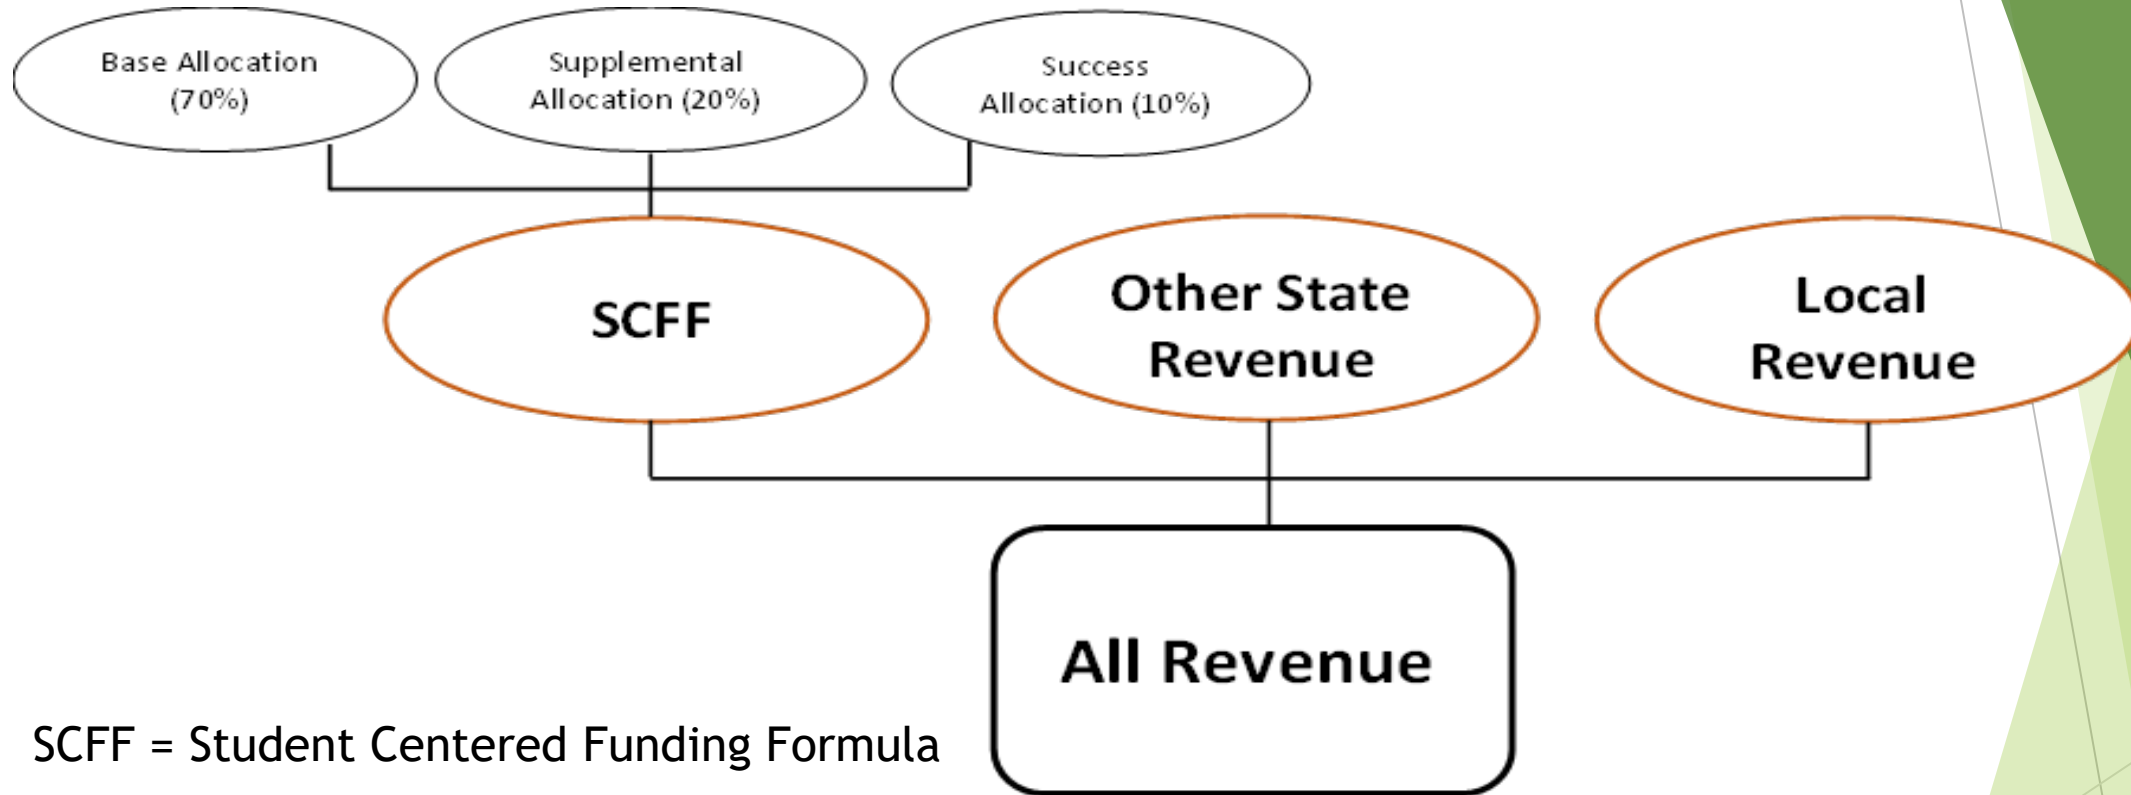 Base Allocation
(70%)
Supplemental
Allocation (20%)
Success
Allocation (10%)
SCFF
Other State
Revenue
Local
Revenue
All Revenue
SCFF = Student Centered Funding Formula